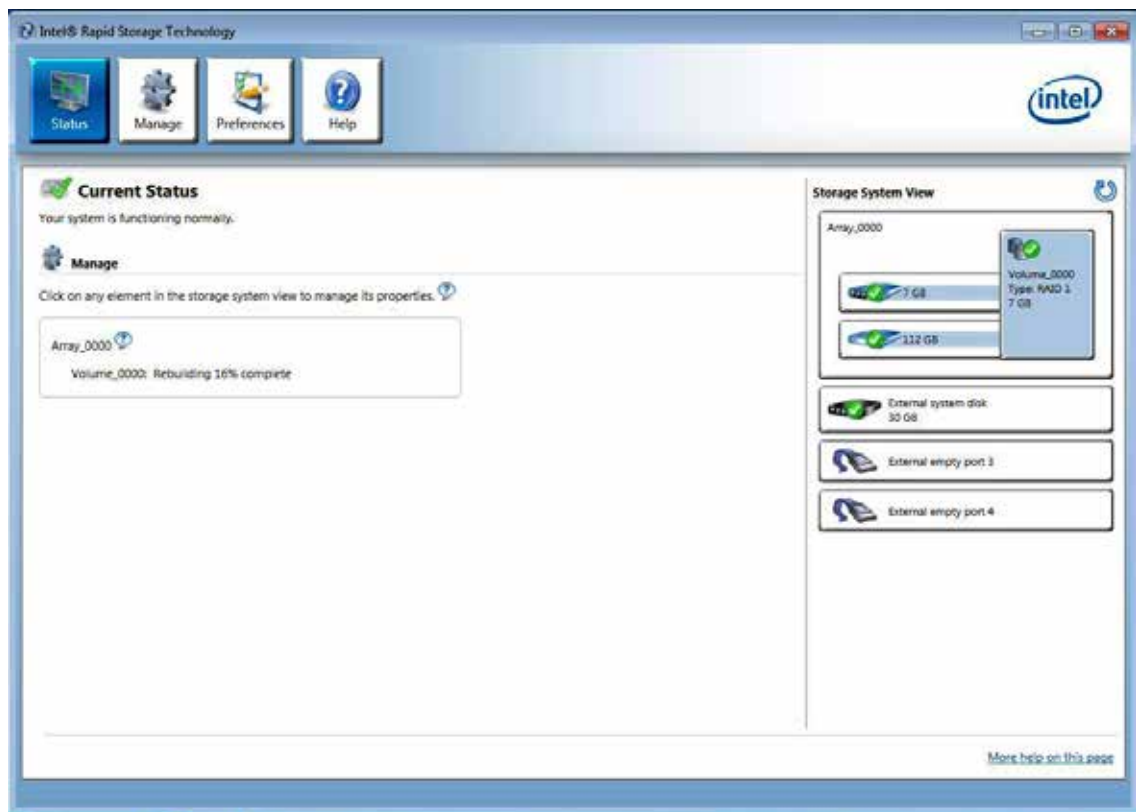 Intel® Rapid Storage Technology
Status
Manage
Preferences
Help
intel
Current Status
Your system is functioning normally.
Manage
Click on any element in the storage system view to manage its properties. ?
Array_0000 ?
Volume_0000: Rebuilding 16% complete
Storage System View
Array_0000
Volume_0000
Type: RAID 1
7 GB
7 GB
112 GB
External system disk
30 GB
External empty port 3
External empty port 4
More help on this page